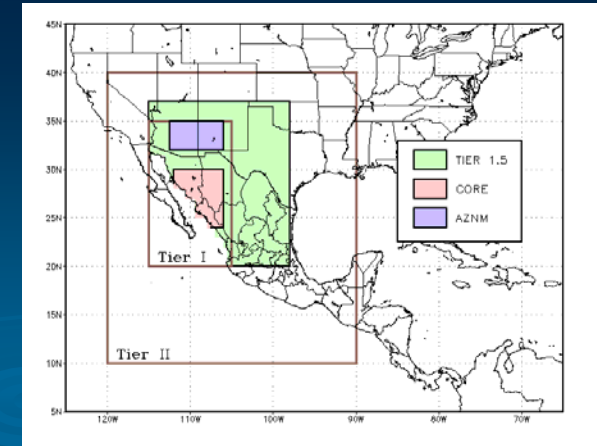 45N
40N
35N
30N
25N
20N
15N
10N
5N
TIER 1.5
CORE
AZNM
Tier I
Tier II
120W 110W 100W 90W 80W 70W